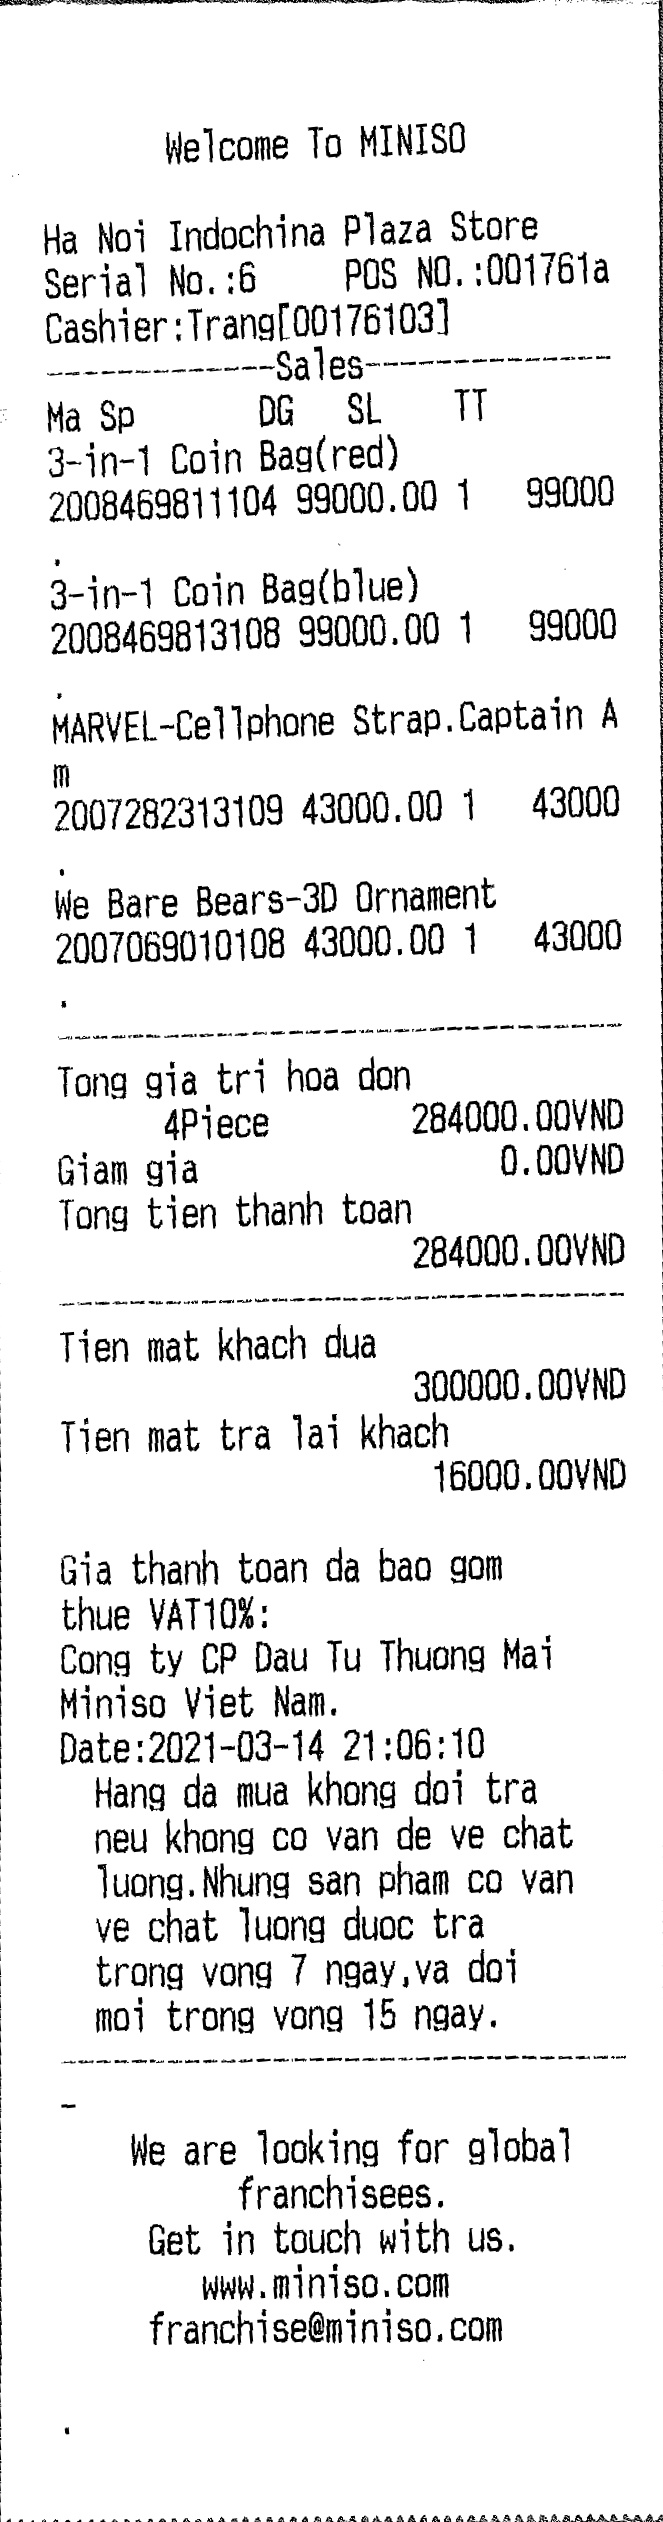 Welcome To MINISO
Ha Noi Indochina Plaza Store
Serial No.:6 POS NO.:001761a
Cashier:Trang[00176103]
-------------Sales--------------
Ma Sp DG SL TT
3-in-1 Coin Bag(red)
2008469811104 99000.00 1 99000
.
3-in-1 Coin Bag(blue)
2008469813108 99000.00 1 99000
.
MARVEL-Cellphone Strap.Captain A
m
2007282313109 43000.00 1 43000
.
We Bare Bears-3D Ornament
2007069010108 43000.00 1 43000
.
--------------------------------
Tong gia tri hoa don
4Piece 284000.00VND
Giam gia 0.00VND
Tong tien thanh toan
284000.00VND
--------------------------------
Tien mat khach dua
300000.00VND
Tien mat tra lai khach
16000.00VND
Gia thanh toan da bao gom
thue VAT10%:
Cong ty CP Dau Tu Thuong Mai
Miniso Viet Nam.
Date:2021-03-14 21:06:10
Hang da mua khong doi tra
neu khong co van de ve chat
luong.Nhung san pham co van
ve chat luong duoc tra
trong vong 7 ngay,va doi
moi trong vong 15 ngay.
--------------------------------
-
We are looking for global
franchisees.
Get in touch with us.
www.miniso.com
franchise@miniso.com
.